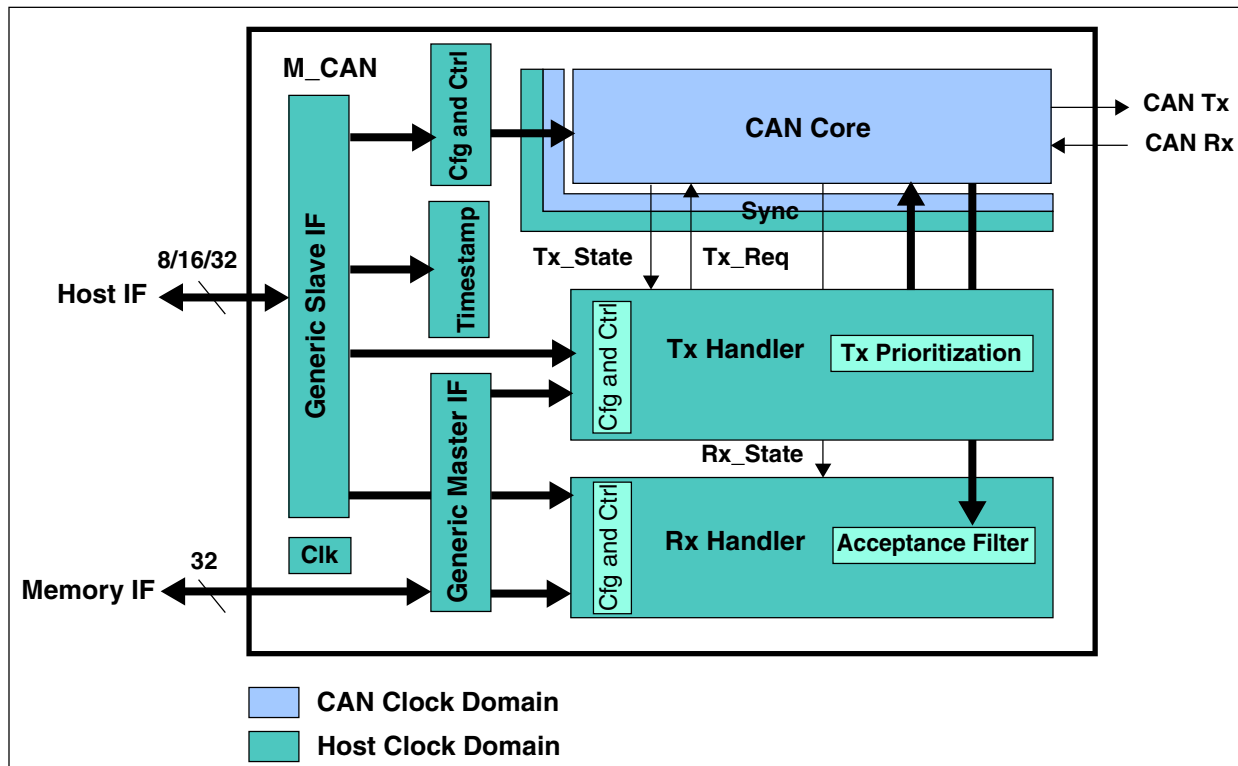 M_CAN
Cfg and Ctrl
CAN Core
CAN Tx
CAN Rx
Sync
Generic Slave IF
Timestamp
8/16/32
Host IF
Tx_State
Tx_Req
Cfg and Ctrl
Tx Handler
Tx Prioritization
Generic Master IF
Rx_State
Cfg and Ctrl
Rx Handler
Acceptance Filter
Clk
32
Memory IF
CAN Clock Domain
Host Clock Domain